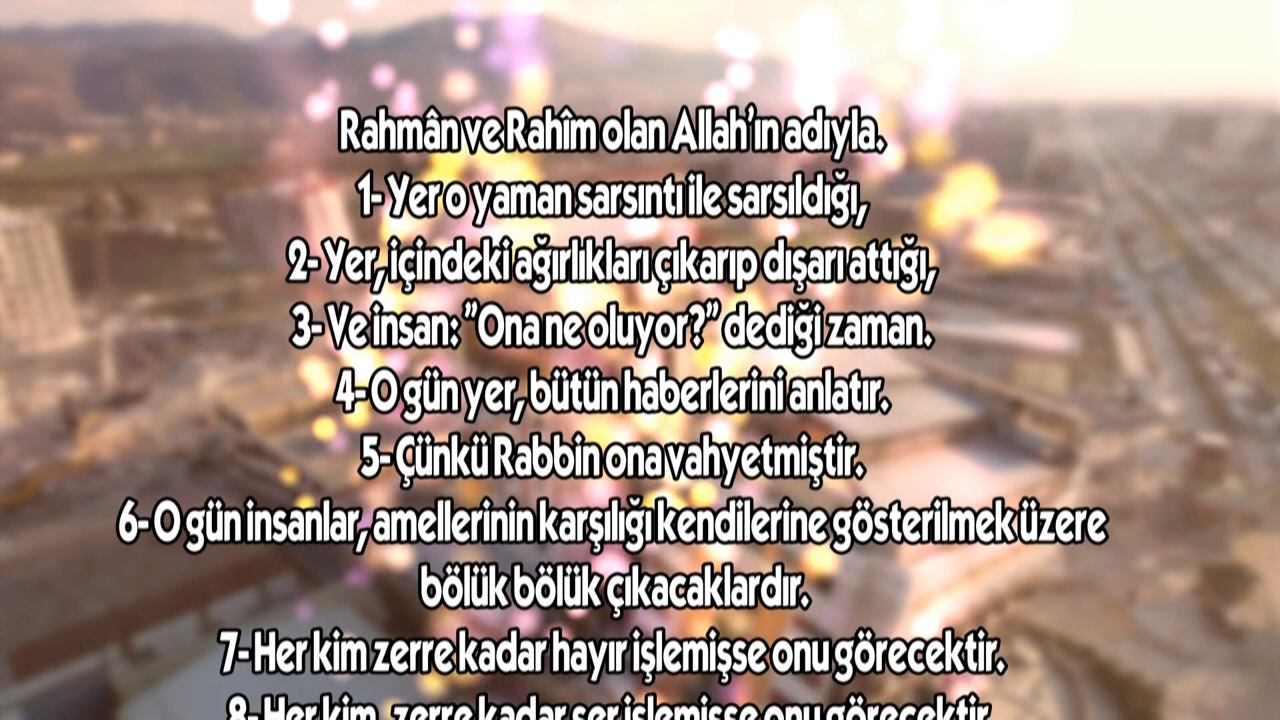 Rahmân ve Rahîm olan Allah'ın adıyla.
1- Yer o yaman sarsıntı ile sarsıldığı,
2- Yer, içindeki ağırlıkları çıkarıp dışarı attığı,
3- Ve insan: "Ona ne oluyor?" dediği zaman.
4- O gün yer, bütün haberlerini anlatır.
5- Çünkü Rabbin ona vahyetmiştir.
6- O gün insanlar, amellerinin karşılığı kendilerine gösterilmek üzere
bölük bölük çıkacaklardır.
7- Her kim zerre kadar hayır işlemişse onu görecektir.
8- Her kim, zerre kadar şer işlemişse onu görecektir.